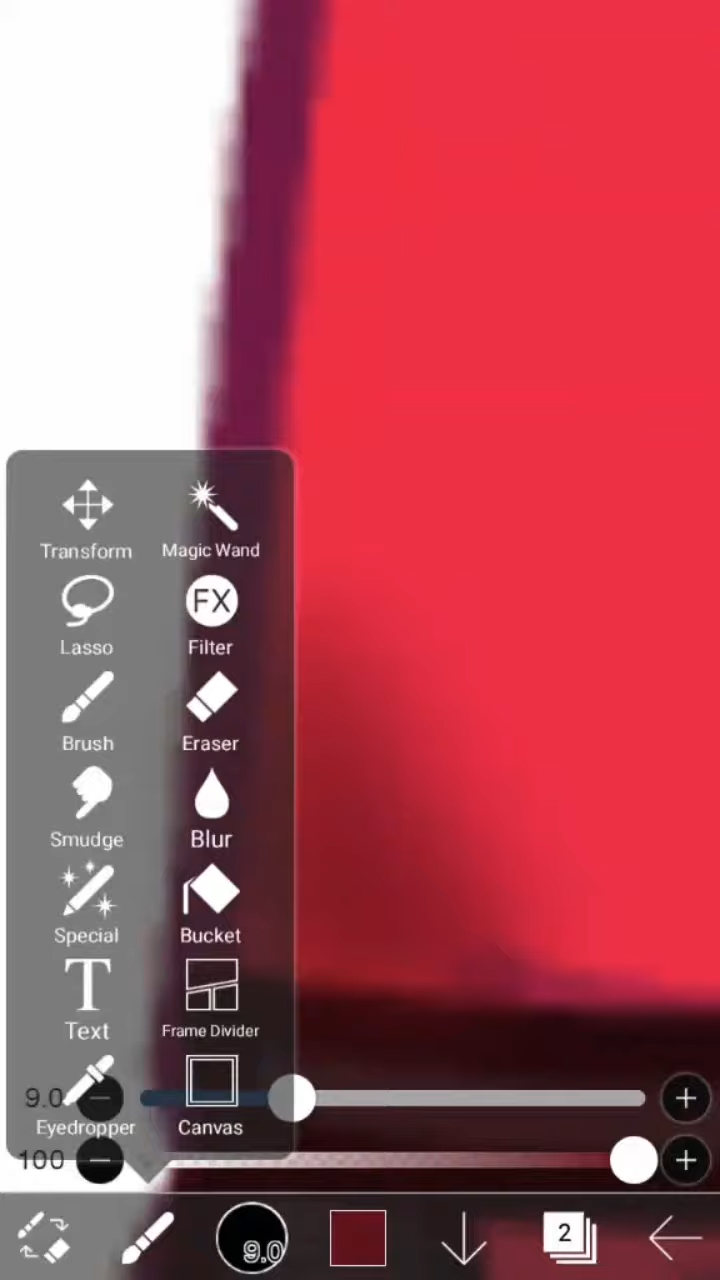 Transform Magic Wand
Lasso FX Filter
Brush Eraser
Smudge Blur
Special Bucket
T Text Frame Divider
9.0
Eyedropper Canvas
100
9.0
2